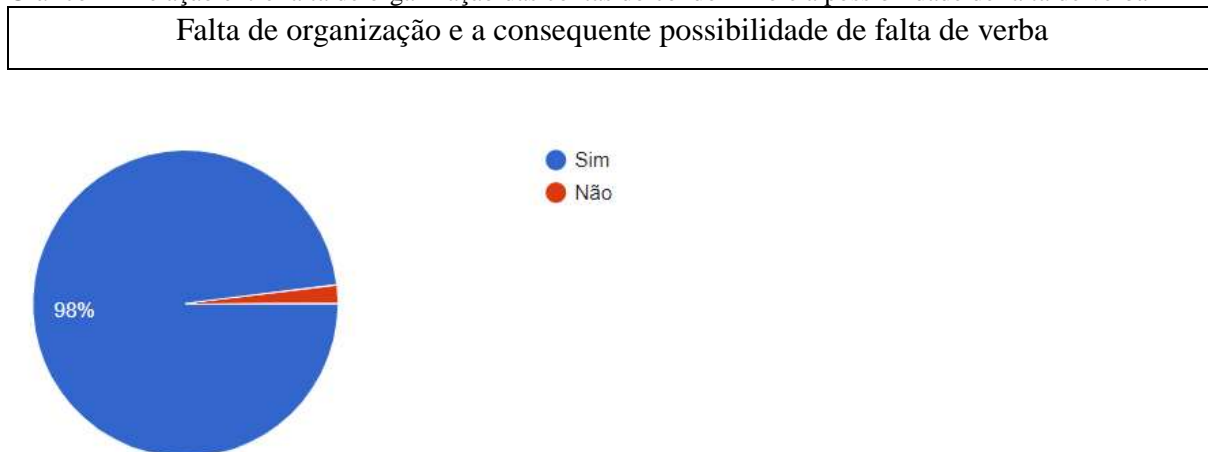 Falta de organização e a consequente possibilidade de falta de verba
Sim
Não
98%